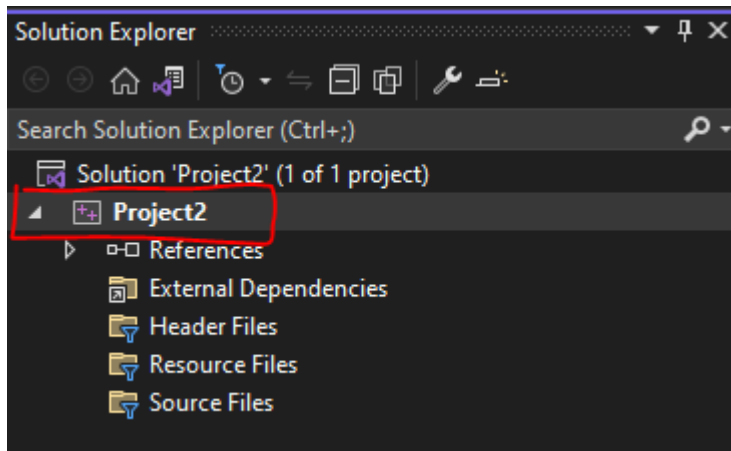 Solution Explorer
Search Solution Explorer (Ctrl+;)
Solution 'Project2' (1 of 1 project)
Project2
References
External Dependencies
Header Files
Resource Files
Source Files